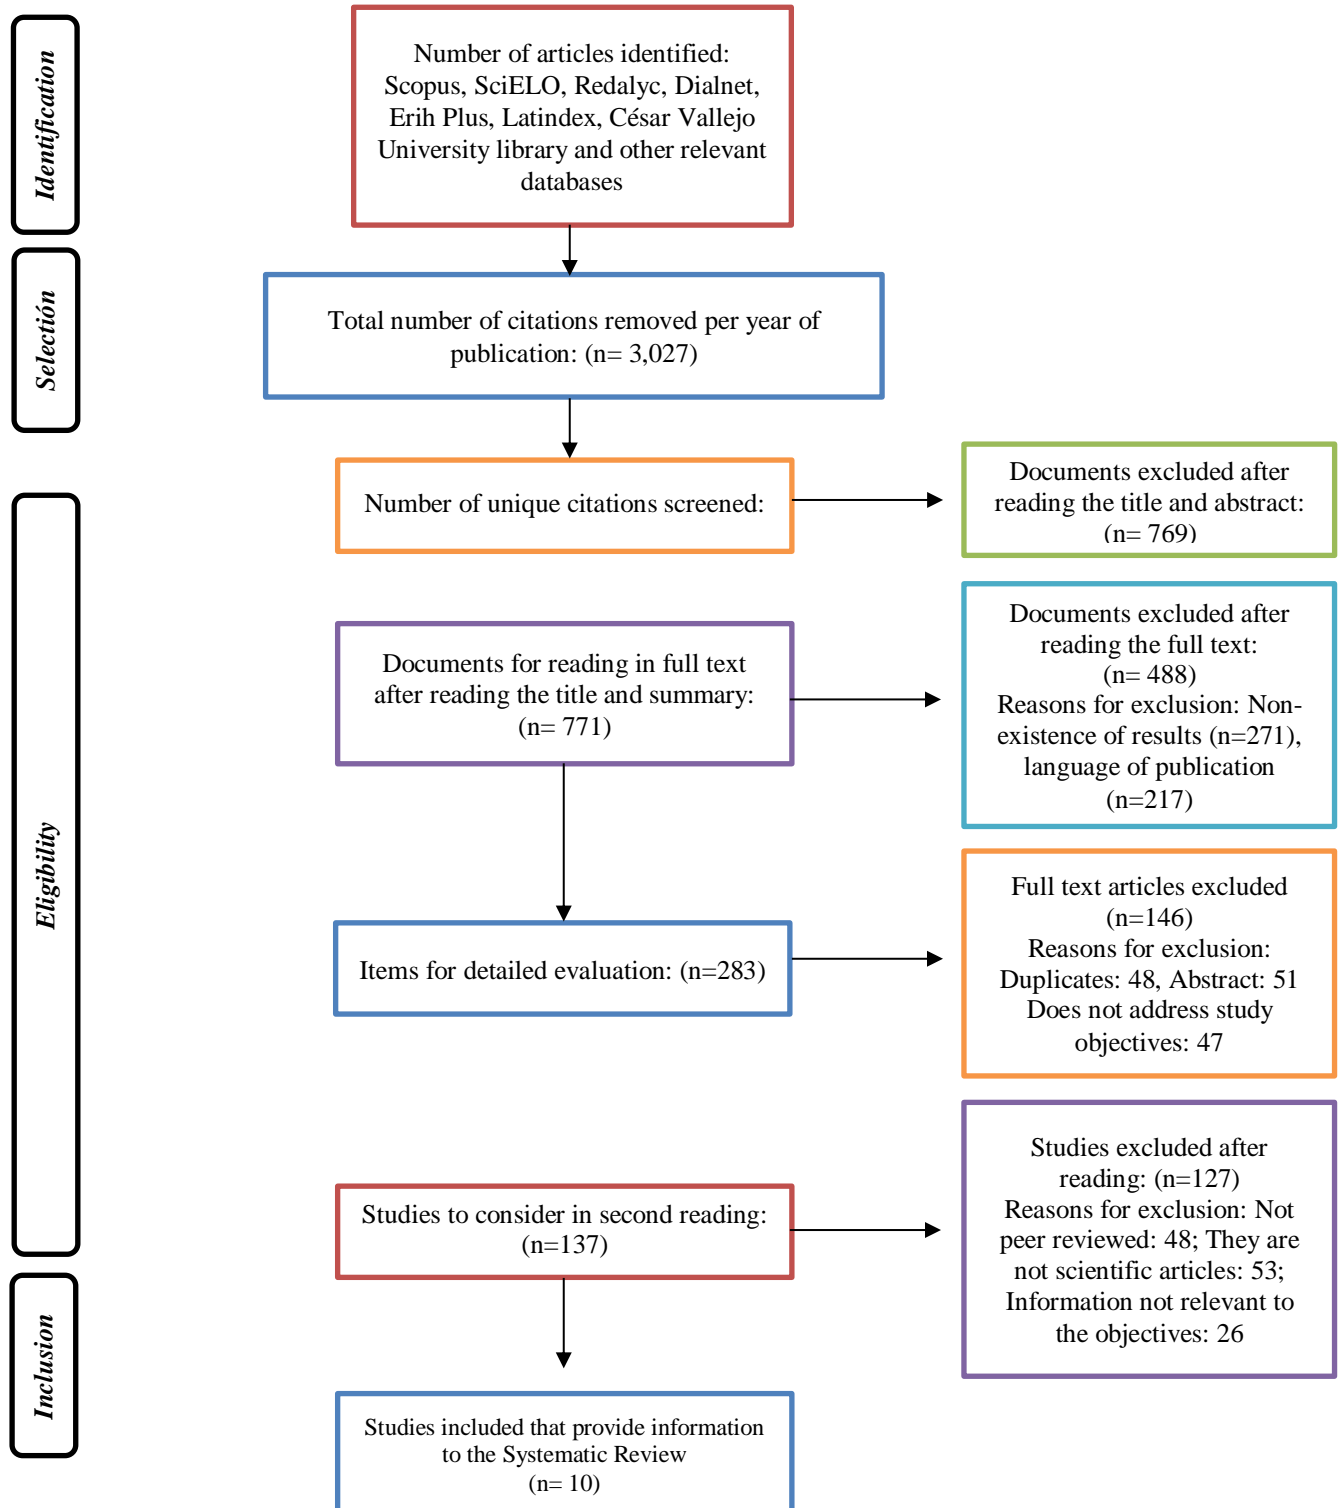 Identification
Number of articles identified:
Scopus, SciELO, Redalyc, Dialnet,
Erih Plus, Latindex, César Vallejo
University library and other relevant
databases
Selectión
Total number of citations removed per year of
publication: (n= 3,027)
Eligibility
Number of unique citations screened:
Documents excluded after
reading the title and abstract:
(n= 769)
Documents for reading in full text
after reading the title and summary:
(n= 771)
Documents excluded after
reading the full text:
(n= 488)
Reasons for exclusion: Non-
existence of results (n=271),
language of publication
(n=217)
Items for detailed evaluation: (n=283)
Full text articles excluded
(n=146)
Reasons for exclusion:
Duplicates: 48, Abstract: 51
Does not address study
objectives: 47
Studies to consider in second reading:
(n=137)
Studies excluded after
reading: (n=127)
Reasons for exclusion: Not
peer reviewed: 48; They are
not scientific articles: 53;
Information not relevant to
the objectives: 26
Inclusion
Studies included that provide information
to the Systematic Review
(n= 10)